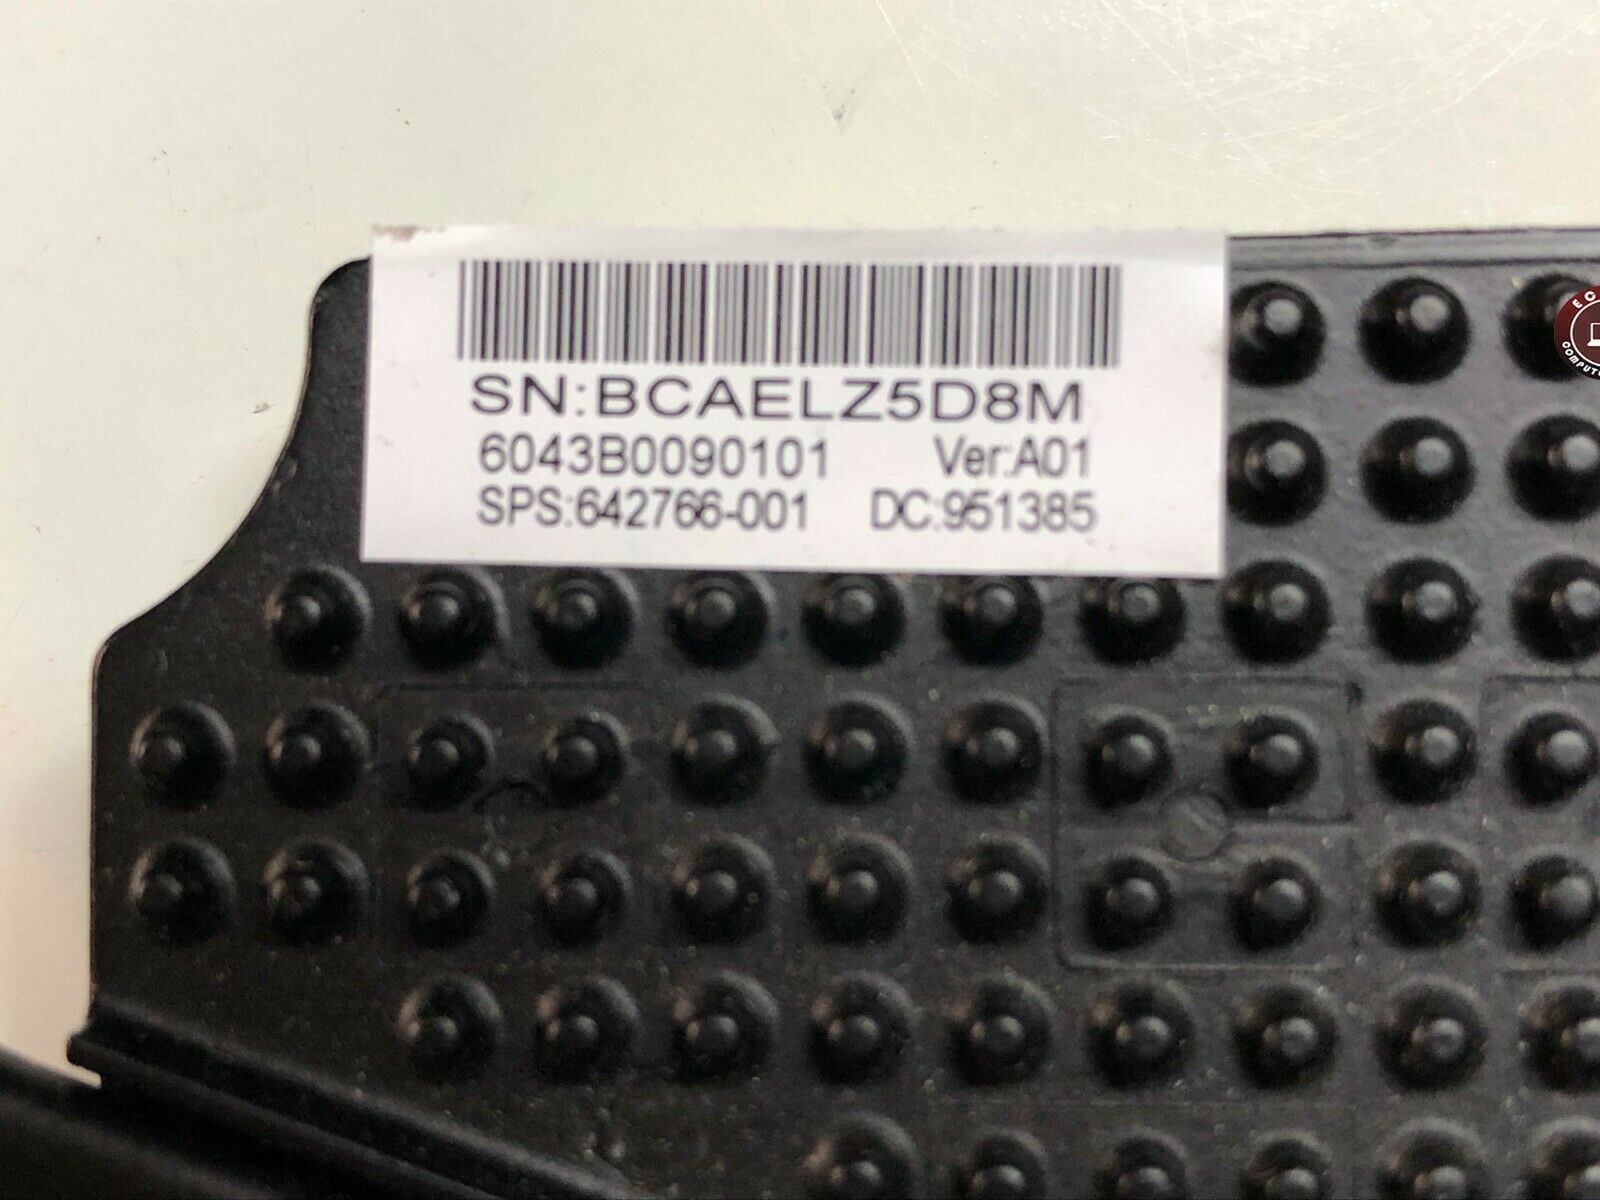 SN:BCAELZ5D8M
6043B0090101 Ver:A01
SPS:642766-001 DC:951385